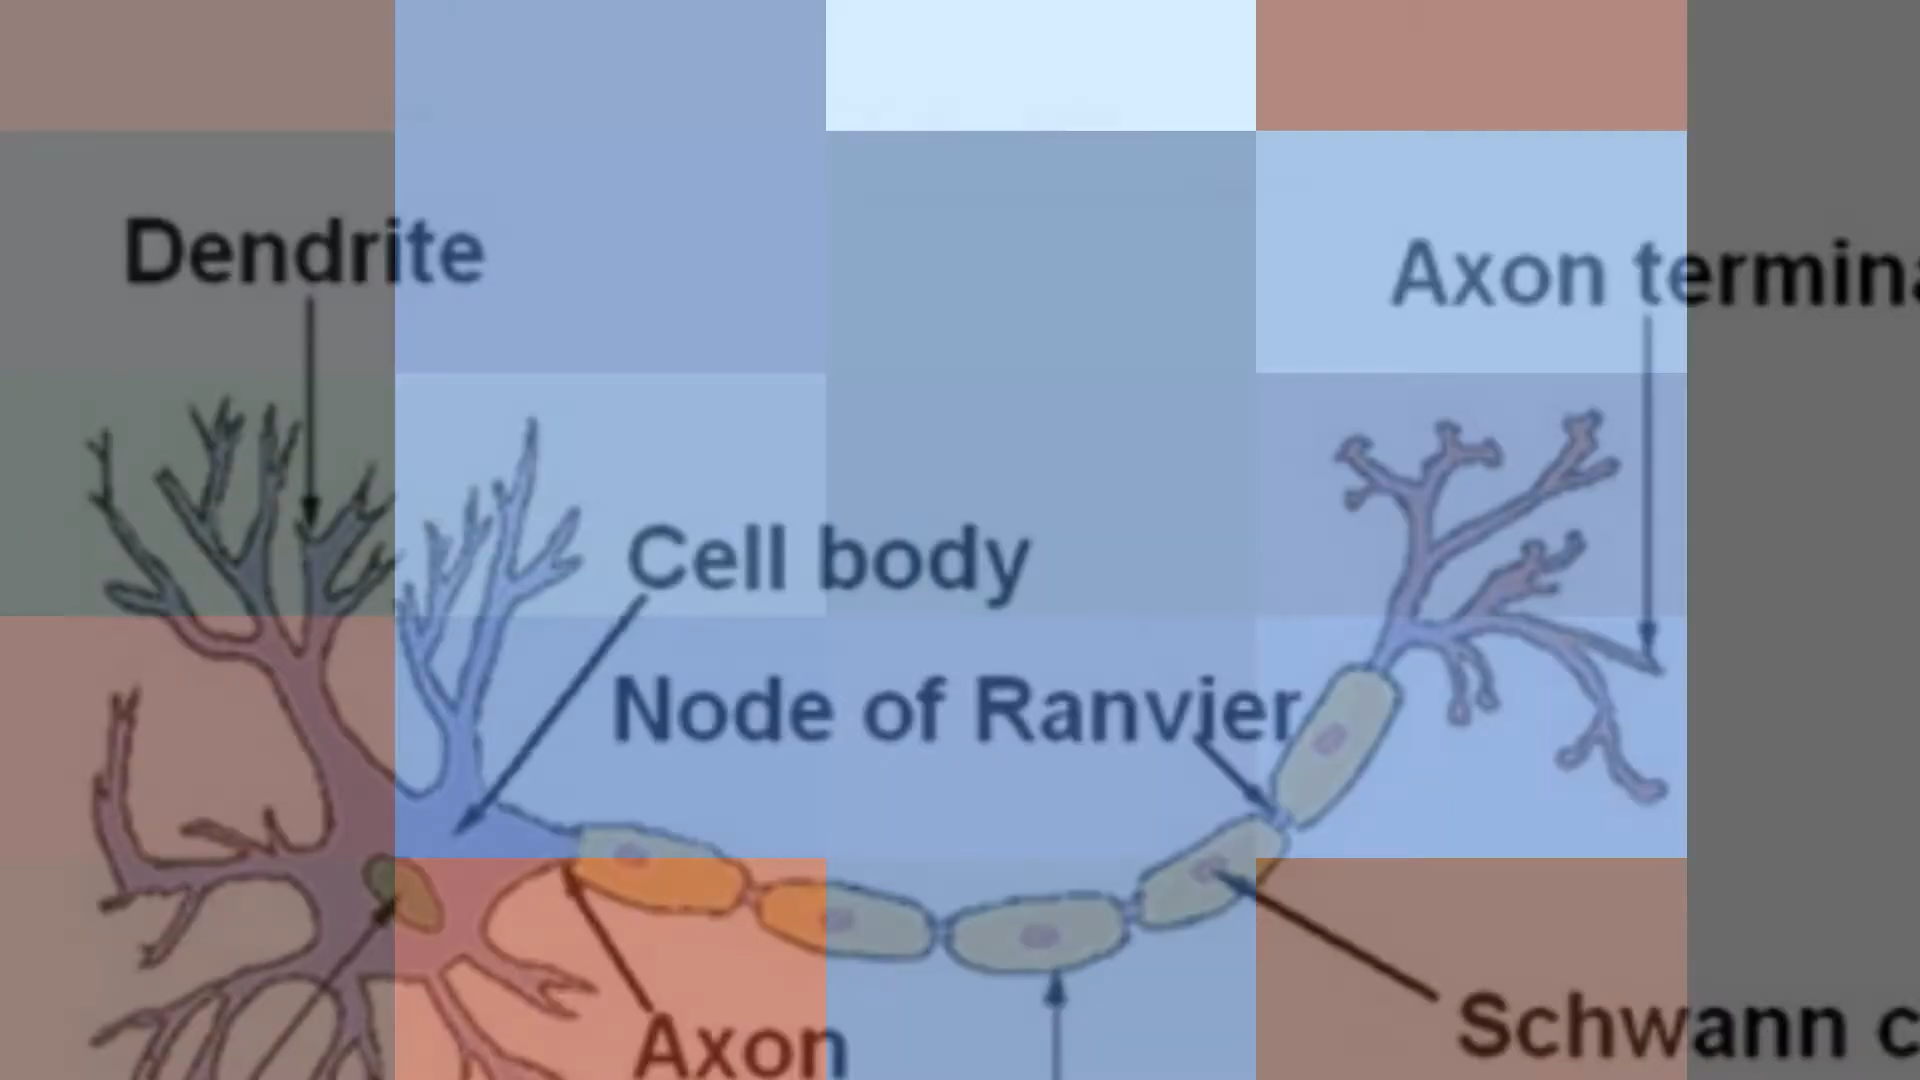 Dendrite
Axon termina
Cell body
Node of Ranvier
Axon
Schwann c